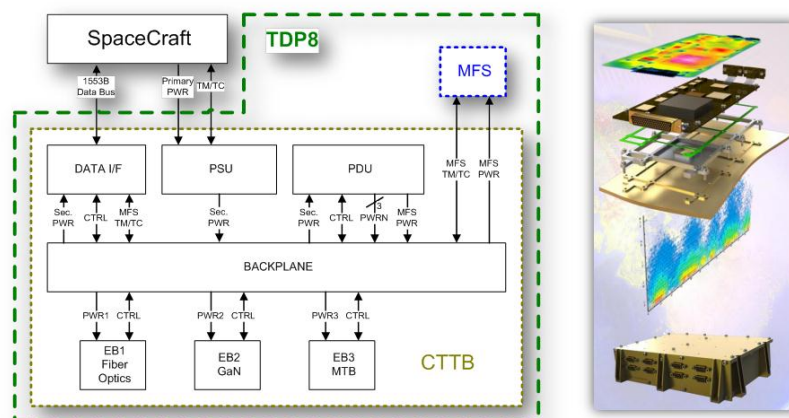 SpaceCraft
TDP8
MFS
1553B
Data Bus
Primary
PWR
TM/TC
DATA I/F
PSU
PDU
MFS
TM/TC
MFS
PWR
Sec.
PWR
CTRL
MFS
TM/TC
Sec.
PWR
Sec.
PWR
CTRL
3
PWRN
MFS
PWR
BACKPLANE
PWR1
CTRL
PWR2
CTRL
PWR3
CTRL
EB1
Fiber
Optics
EB2
GaN
EB3
MTB
CTTB